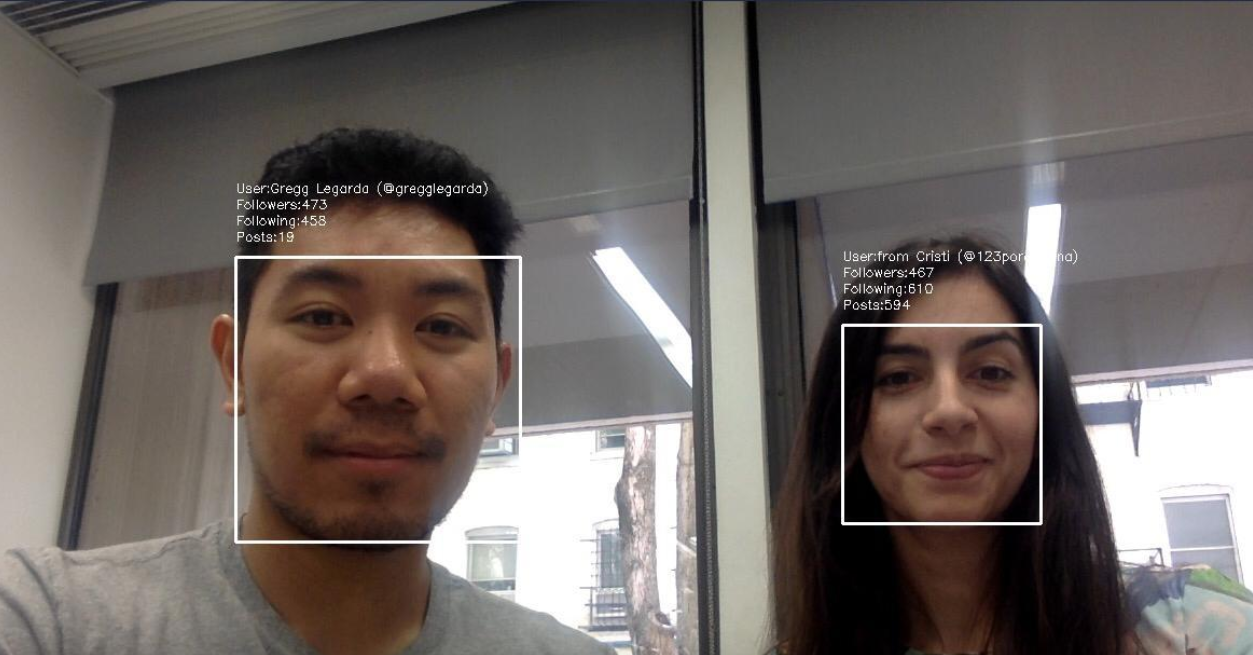 User:Gregg Legarda (@gregglegarda)
Followers:473
Following:458
Posts:19
User:from Cristi
Followers:467
Following:610
Posts:594